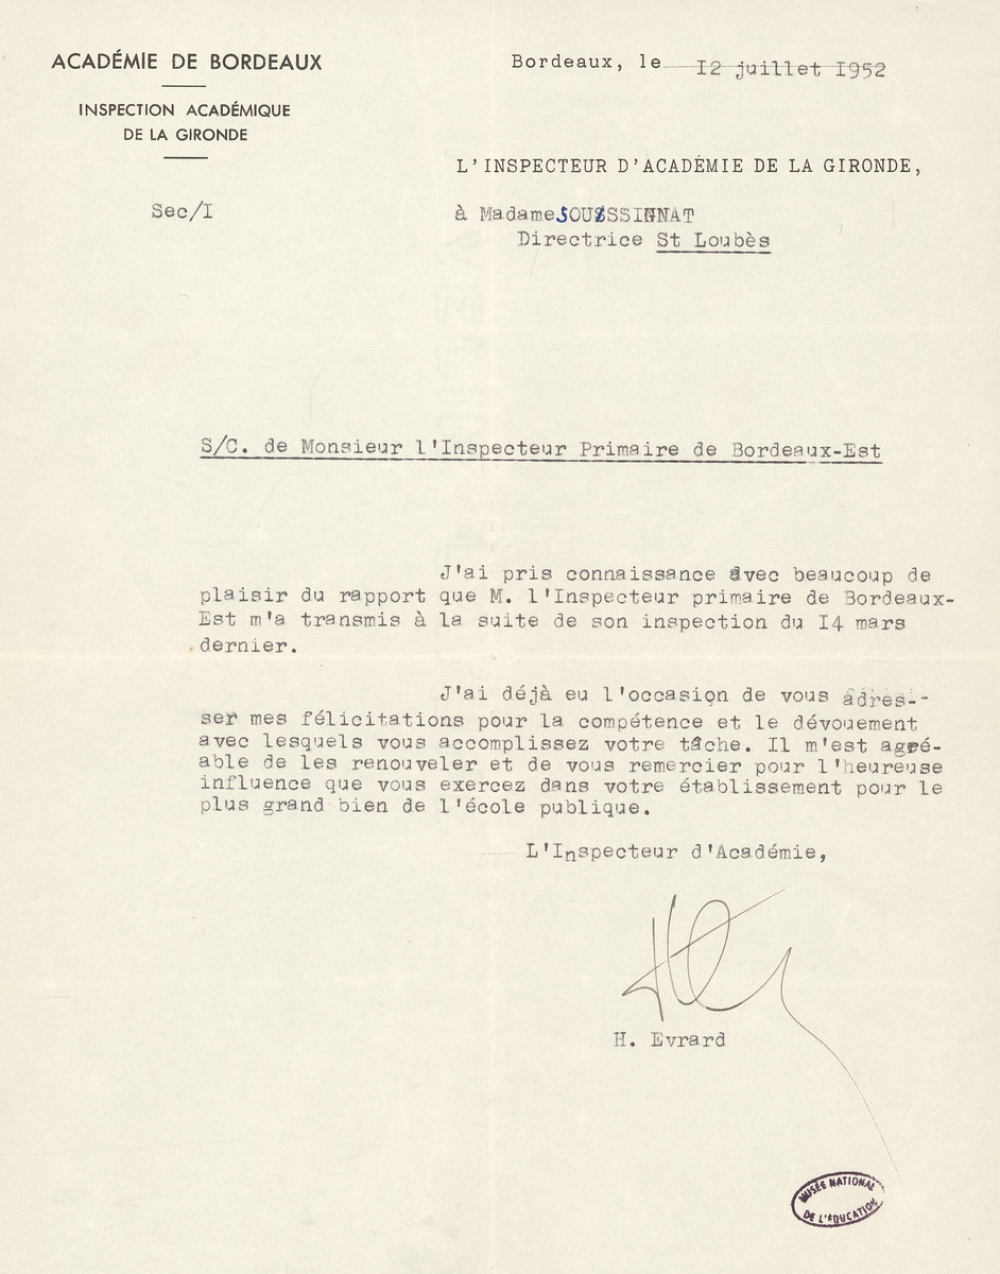 ACADÉMIE DE BORDEAUX
INSPECTION ACADÉMIQUE
DE LA GIRONDE
Sec/I
Bordeaux, le 12 juillet 1952
L'INSPECTEUR D'ACADÉMIE DE LA GIRONDE,
à Madame
Directrice St Loubès
S/C. de Monsieur l'Inspecteur Primaire de Bordeaux-Est
J'ai pris connaissance avec beaucoup de
plaisir du rapport que M. l'Inspecteur primaire de Bordeaux-
Est m'a transmis à la suite de son inspection du I4 mars
dernier.
J'ai déjà eu l'occasion de vous adres-
ser mes félicitations pour la compétence et le dévouement
avec lesquels vous accomplissez votre tâche. Il m'est agré-
able de les renouveler et de vous remercier pour l'heureuse
influence que vous exercez dans votre établissement pour le
plus grand bien de l'école publique.
L'Inspecteur d'Académie,
H. Evrard
MUSÉE NATIONAL
DE L'ÉDUCATION